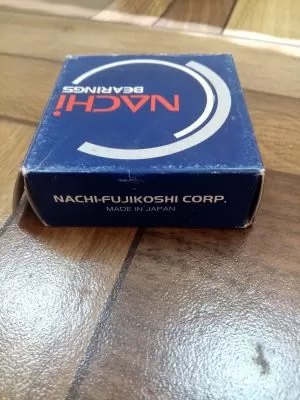 NACHi
BEARINGS
NACHI-FUJIKOSHI CORP.
MADE IN JAPAN